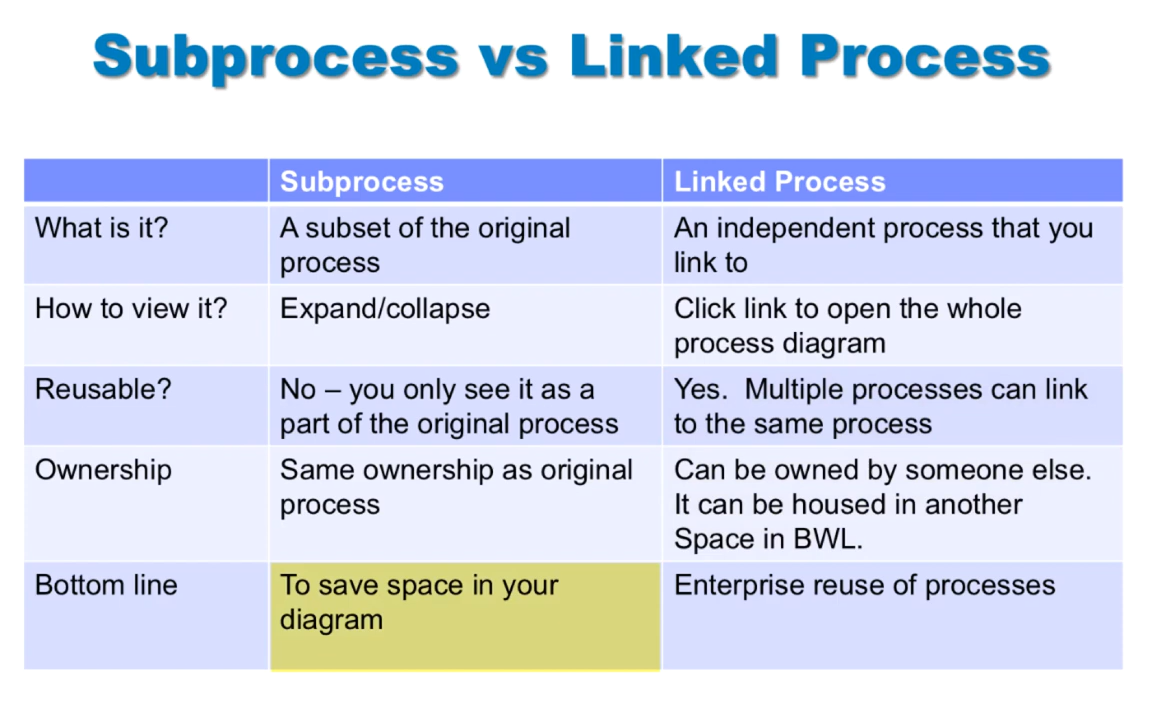 Subprocess vs Linked Process
Subprocess
Linked Process
What is it?
A subset of the original
process
An independent process that you
link to
How to view it?
Expand/collapse
Click link to open the whole
process diagram
Reusable?
No – you only see it as a
part of the original process
Yes.  Multiple processes can link
to the same process
Ownership
Same ownership as original
process
Can be owned by someone else.
It can be housed in another
Space in BWL.
Bottom line
To save space in your
diagram
Enterprise reuse of processes